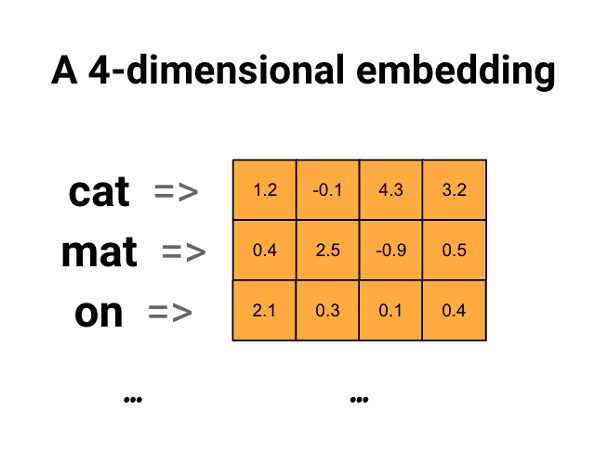 A 4-dimensional embedding
cat => 1.2 -0.1 4.3 3.2
mat => 0.4 2.5 -0.9 0.5
on => 2.1 0.3 0.1 0.4
... ...